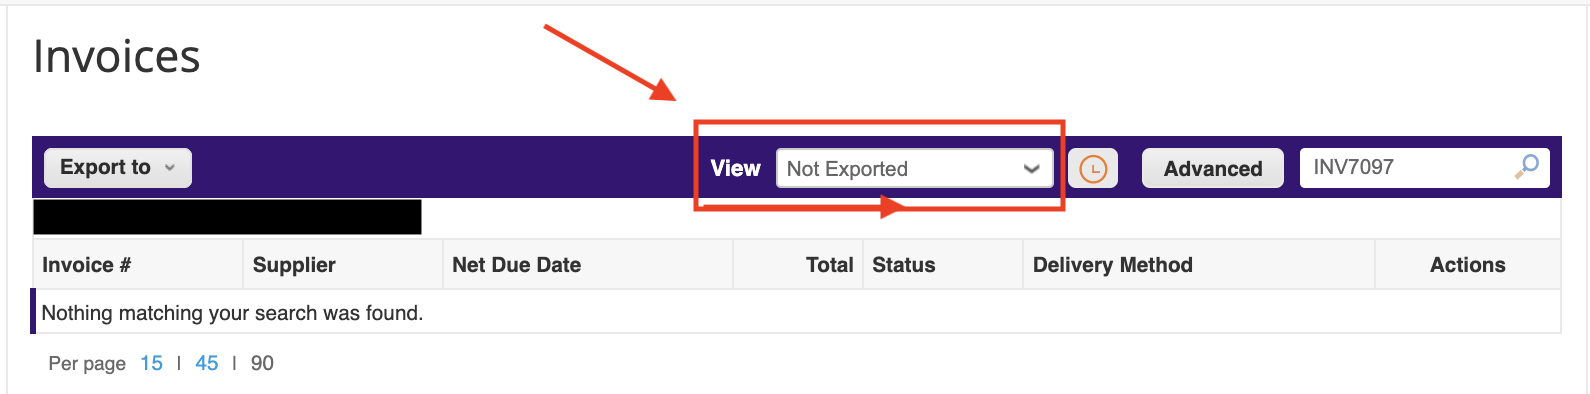 Invoices
Export to View Not Exported Advanced INV7097
Invoice # Supplier Net Due Date Total Status Delivery Method Actions
Nothing matching your search was found.
Per page 15 | 45 | 90